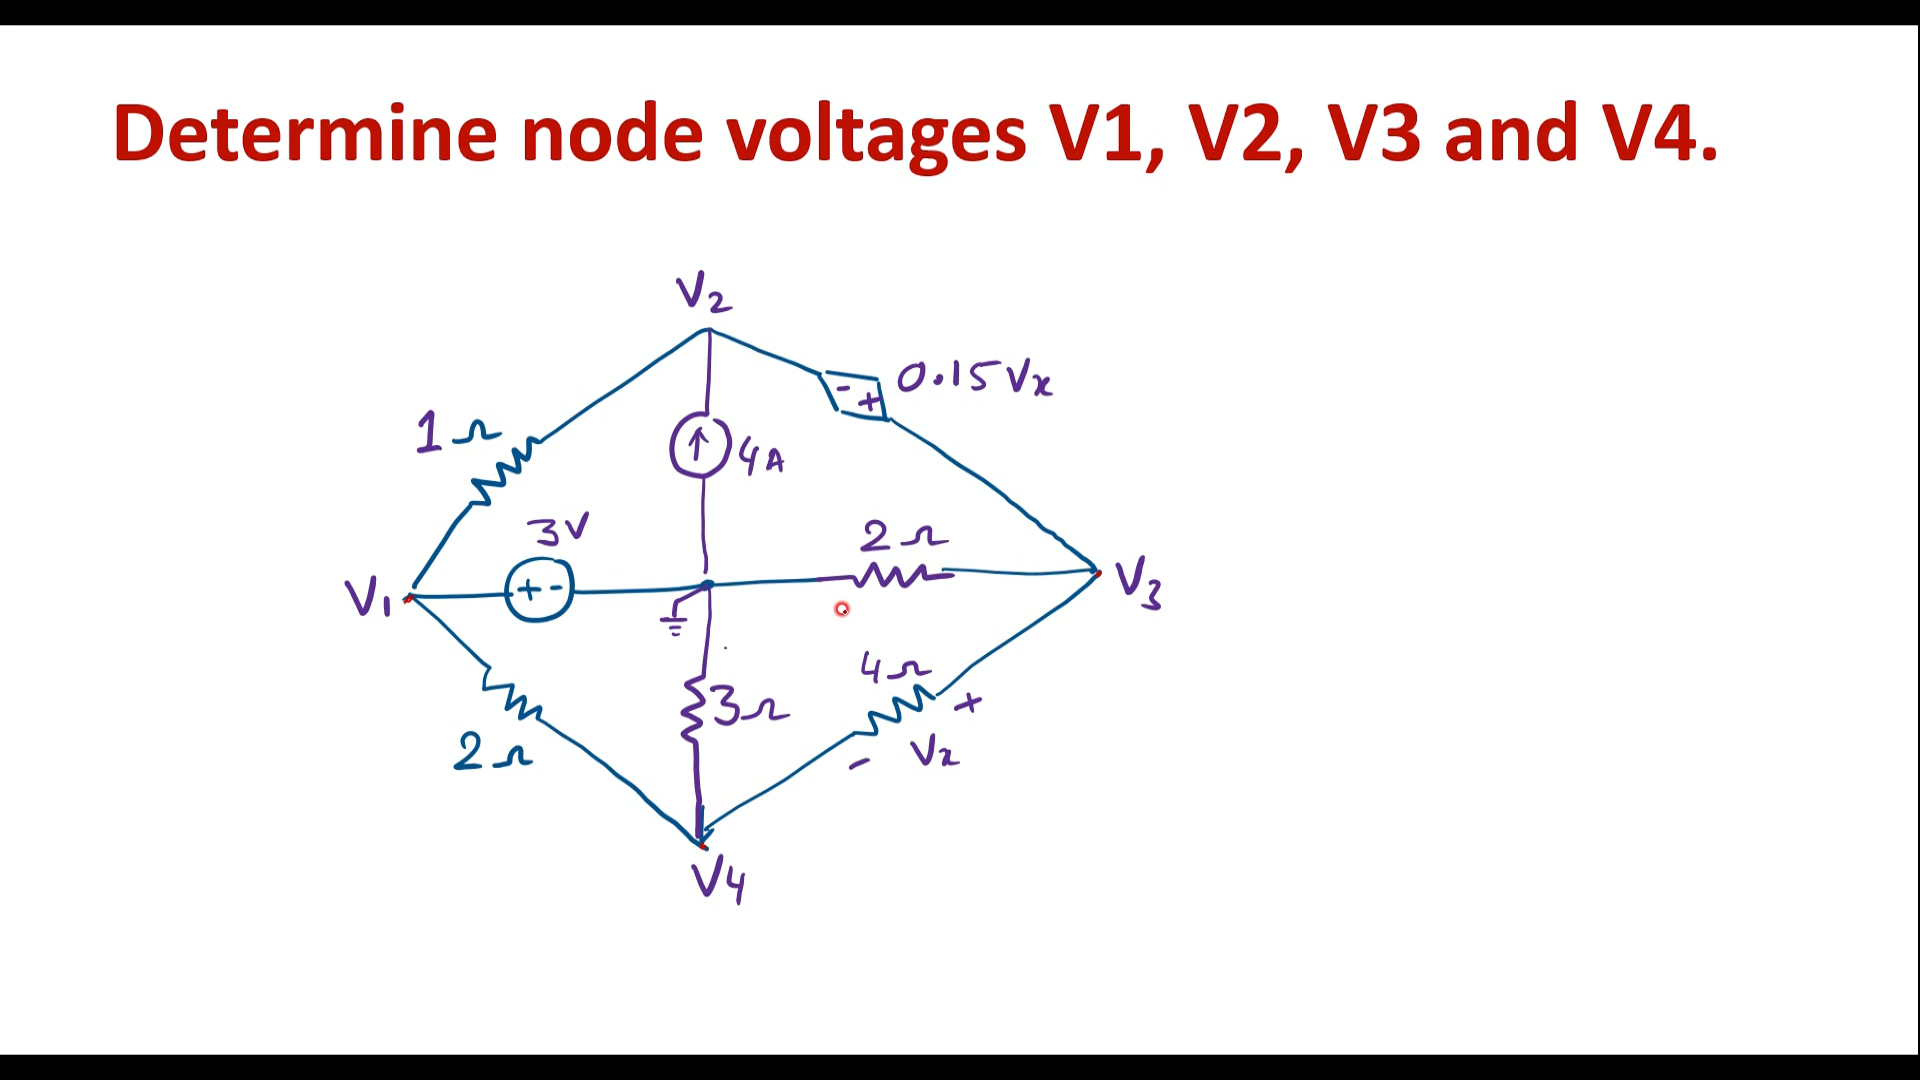 Determine node voltages V1, V2, V3 and V4.
V2
0.15Vx
- +
1Ω
4A
3V
2Ω
V1
+ -
V3
4Ω
+
3Ω
2Ω
- Vx
V4